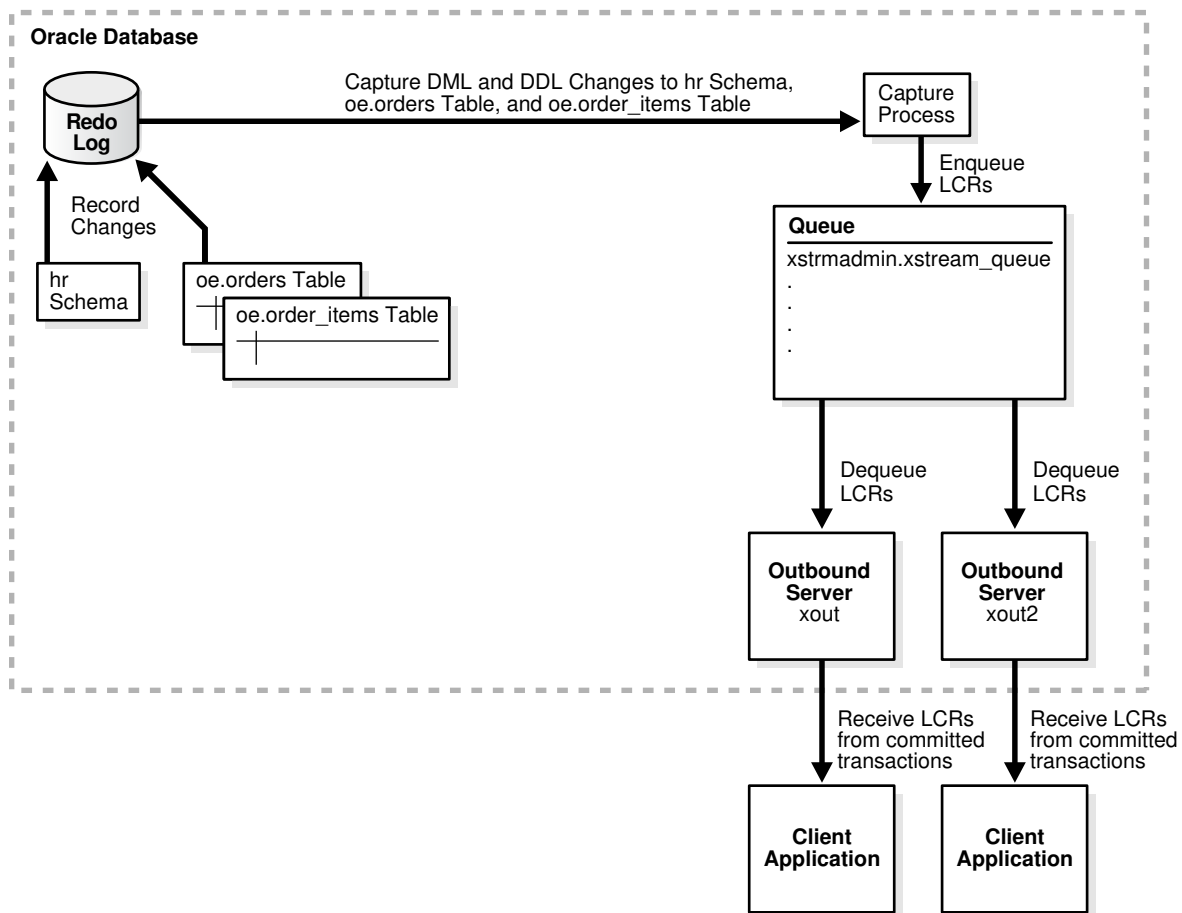 Oracle Database
Capture DML and DDL Changes to hr Schema,
oe.orders Table, and oe.order_items Table
Capture
Process
Redo
Log
Enqueue
LCRs
Record
Changes
Queue
xstrmadmin.xstream_queue
.
.
.
.
hr
Schema
oe.orders Table
oe.order_items Table
Dequeue
LCRs
Dequeue
LCRs
Outbound
Server
xout
Outbound
Server
xout2
Receive LCRs
from committed
transactions
Receive LCRs
from committed
transactions
Client
Application
Client
Application